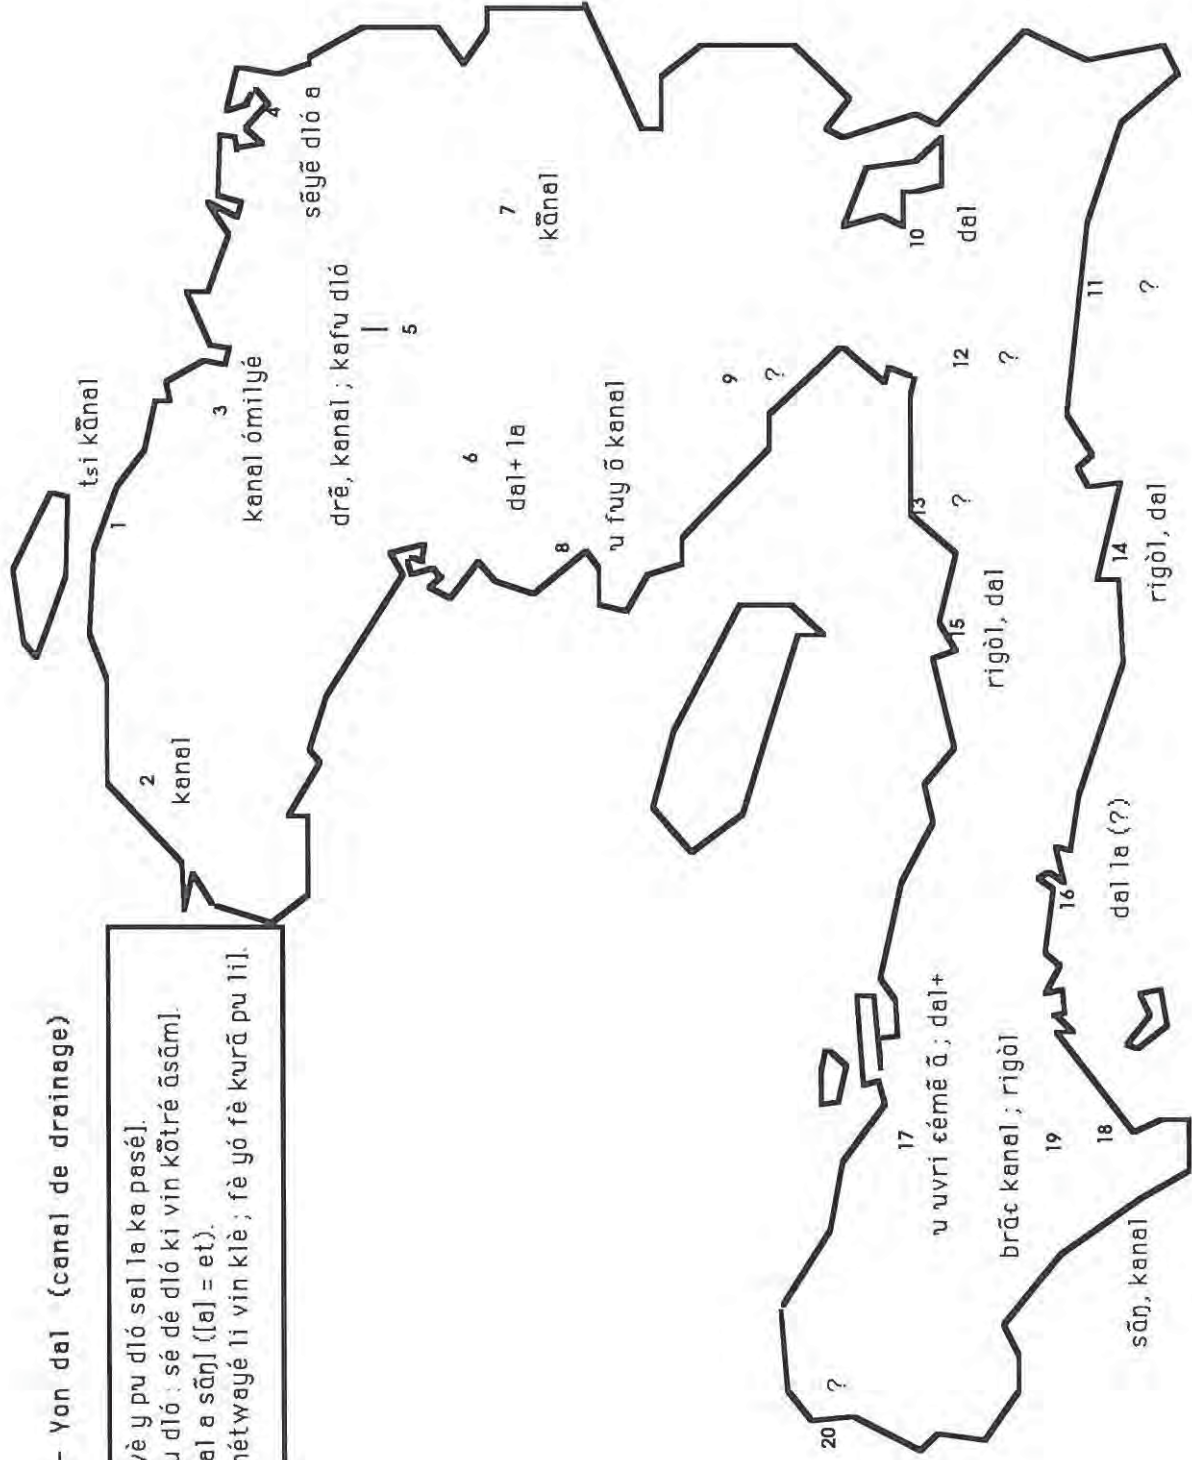 – Yon dal (canal de drainage)
vè y pu dló sal la ka pasé].
u dló : sé dé dló ki vin kõtré ãsãm].
al a sãŋ] ([a] = et).
nétwayé li vin klè ; fè yó fè kurã pu li].
1
tsi kãnal
2
kanal
3
kanal ómilyé
4
sẽyẽ dló a
drẽ, kanal ; kafu dló
5
6
dal+ la
7
kãnal
8
u fuy õ kanal
9
?
10
dal
11
?
12
?
13
?
14
rigòl, dal
15
rigòl, dal
16
dal la (?)
17
u uvri cémẽ ã ; dal+
brãc kanal ; rigòl
19
18
sãŋ, kanal
20
?